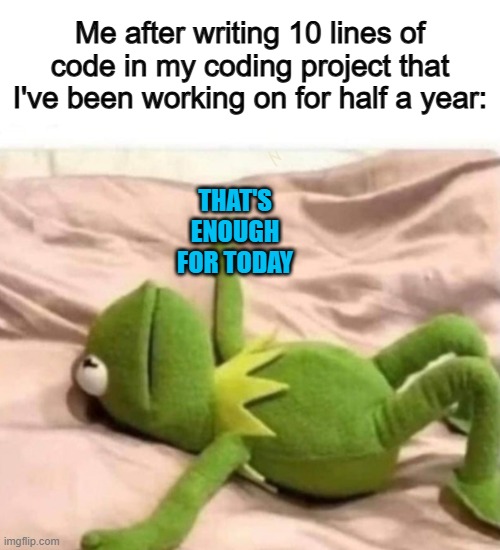 Me after writing 10 lines of
code in my coding project that
I've been working on for half a year:
THAT'S
ENOUGH
FOR TODAY
imgflip.com